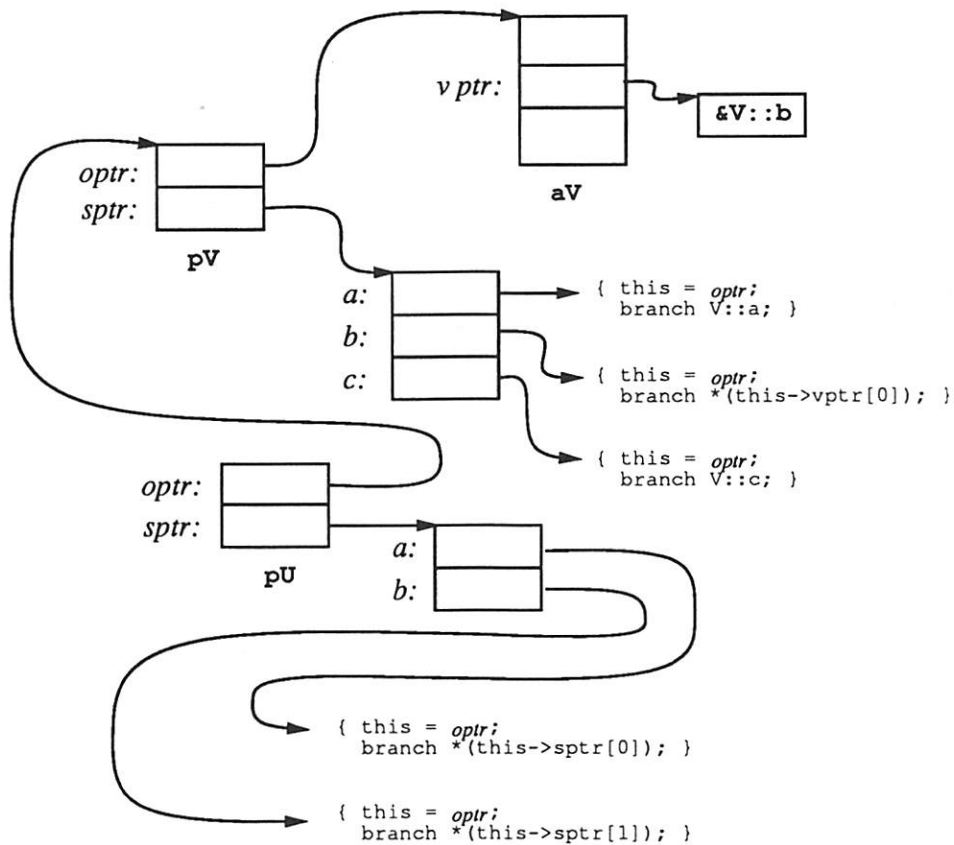 v ptr:
&V::b
aV
optr:
sptr:
pV
a:
b:
c:
{ this = optr;
branch V::a; }
{ this = optr;
branch *(this->vptr[0]); }
{ this = optr;
branch V::c; }
optr:
sptr:
pU
a:
b:
{ this = optr;
branch *(this->sptr[0]); }
{ this = optr;
branch *(this->sptr[1]); }